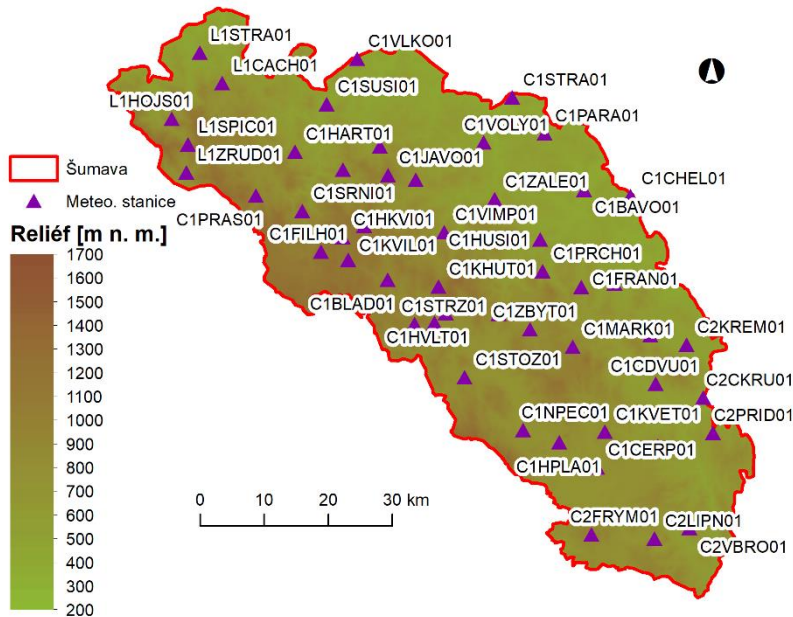 L1STRA01
C1VLKO01
L1CACH01
C1SUSI01
C1STRA01
L1HOJS01
C1PARA01
L1SPIC01
C1HART01
C1VOLY01
L1ZRUD01
C1JAVO01
Šumava
C1SRNI01
C1ZALE01
C1CHEL01
Meteo. stanice
C1PRAS01
C1HKVI01
C1VIMP01
C1BAVO01
Reliéf [m n. m.]
C1FILH01
C1KVIL01
C1HUSI01
C1PRCH01
1700
1600
1500
1400
1300
1200
1100
1000
900
800
700
600
500
400
300
200
C1KHUT01
C1FRAN01
C1BLAD01
C1STRZ01
C1ZBYT01
C1HVLT01
C1MARK01
C2KREM01
C1STOZ01
C1CDVU01
C2CKRU01
C1NPEC01
C1KVET01
C2PRID01
C1CERP01
C1HPLA01
0 10 20 30 km
C2FRYM01
C2LIPN01
C2VBRO01